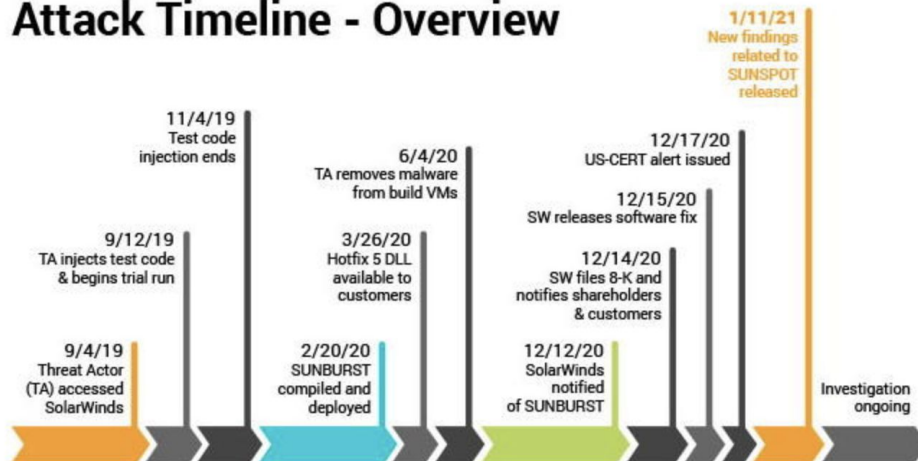 Attack Timeline - Overview
9/4/19
Threat Actor
(TA) accessed
SolarWinds
9/12/19
TA injects test code
& begins trial run
11/4/19
Test code
injection ends
2/20/20
SUNBURST
compiled and
deployed
3/26/20
Hotfix 5 DLL
available to
customers
6/4/20
TA removes malware
from build VMs
12/12/20
SolarWinds
notified
of SUNBURST
12/14/20
SW files 8-K and
notifies shareholders
& customers
12/15/20
SW releases software fix
12/17/20
US-CERT alert issued
1/11/21
New findings
related to
SUNSPOT
released
Investigation
ongoing